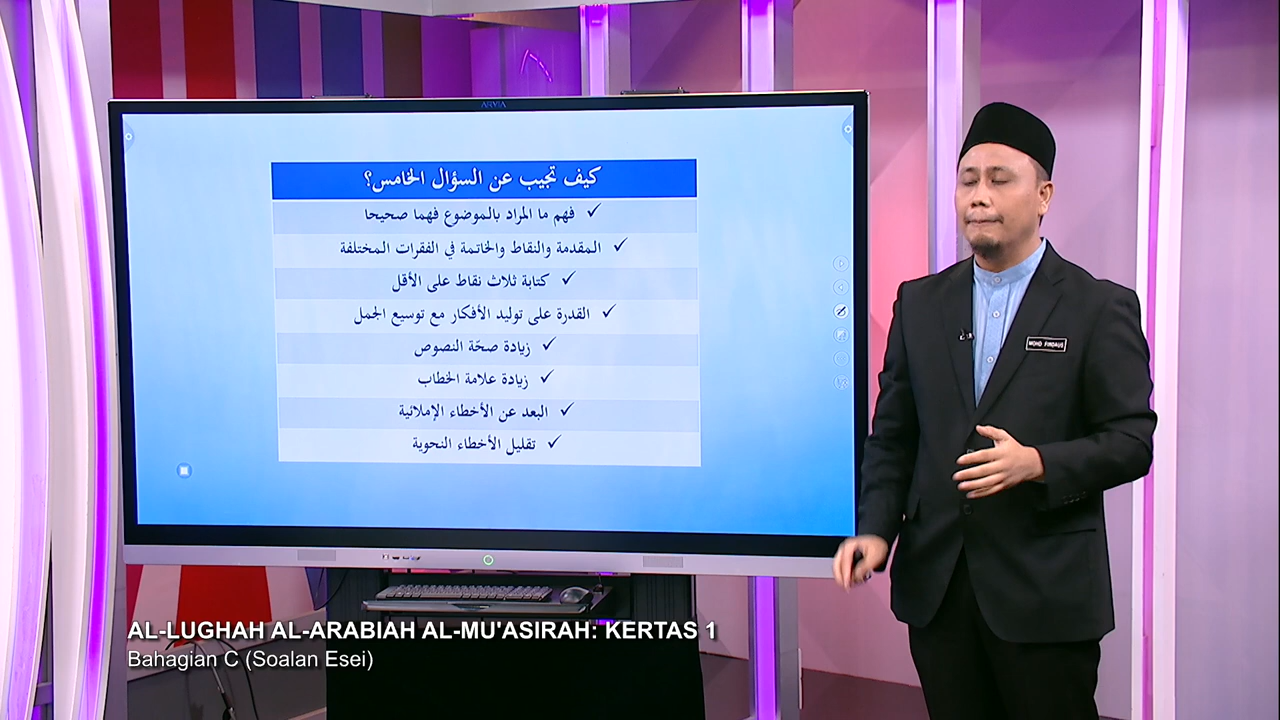 ARVIA
كيف تجيب عن السؤال الخامس؟
✓ فهم ما المراد بالموضوع فهما صحيحا
✓ المقدمة والنقاط والخاتمة في الفقرات المختلفة
✓ كتابة ثلاث نقاط على الأقل
✓ القدرة على توليد الأفكار مع توسيع الجمل
✓ زيادة صحّة النصوص
✓ زيادة علامة الخطاب
✓ البعد عن الأخطاء الإملائية
✓ تقليل الأخطاء النحوية
MOHD FIRDAUS
AL-LUGHAH AL-ARABIAH AL-MU'ASIRAH: KERTAS 1
Bahagian C (Soalan Esei)